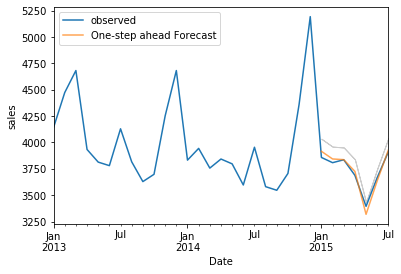 observed
One-step ahead Forecast
5250
5000
4750
4500
4250
4000
3750
3500
3250
sales
Jan Jul Jan Jul Jan Jul
2013 2014 2015
Date